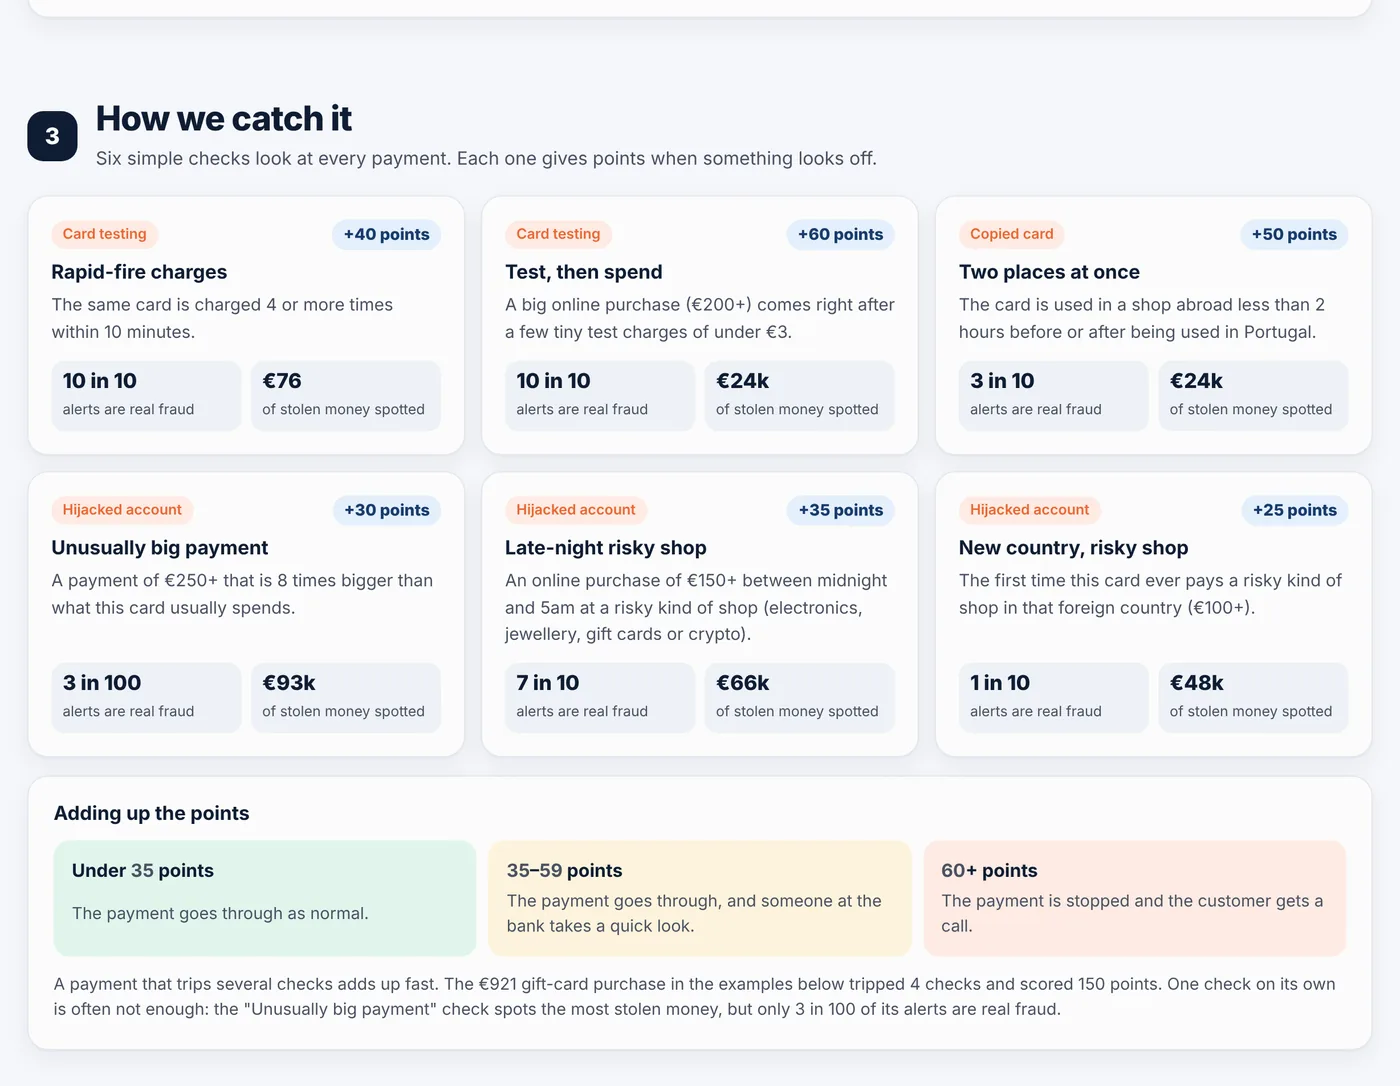 3
How we catch it
Six simple checks look at every payment. Each one gives points when something looks off.
Card testing
+40 points
Rapid-fire charges
The same card is charged 4 or more times
within 10 minutes.
10 in 10
alerts are real fraud
€76
of stolen money spotted
Card testing
+60 points
Test, then spend
A big online purchase (€200+) comes right after
a few tiny test charges of under €3.
10 in 10
alerts are real fraud
€24k
of stolen money spotted
Copied card
+50 points
Two places at once
The card is used in a shop abroad less than 2
hours before or after being used in Portugal.
3 in 10
alerts are real fraud
€24k
of stolen money spotted
Hijacked account
+30 points
Unusually big payment
A payment of €250+ that is 8 times bigger than
what this card usually spends.
3 in 100
alerts are real fraud
€93k
of stolen money spotted
Hijacked account
+35 points
Late-night risky shop
An online purchase of €150+ between midnight
and 5am at a risky kind of shop (electronics,
jewellery, gift cards or crypto).
7 in 10
alerts are real fraud
€66k
of stolen money spotted
Hijacked account
+25 points
New country, risky shop
The first time this card ever pays a risky kind of
shop in that foreign country (€100+).
1 in 10
alerts are real fraud
€48k
of stolen money spotted
Adding up the points
Under 35 points
The payment goes through as normal.
35–59 points
The payment goes through, and someone at the
bank takes a quick look.
60+ points
The payment is stopped and the customer gets a
call.
A payment that trips several checks adds up fast. The €921 gift-card purchase in the examples below tripped 4 checks and scored 150 points. One check on its own
is often not enough: the "Unusually big payment" check spots the most stolen money, but only 3 in 100 of its alerts are real fraud.